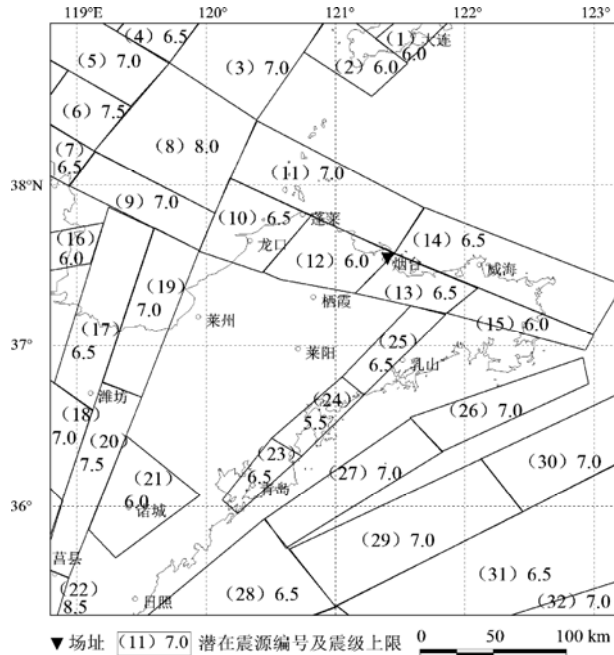 119°E 120° 121° 122° 123°
（4）6.5
（1）
大连
6.0
（5）7.0
（3）7.0
（2）6.0
（6）7.5
（8）8.0
（7）
6.5
（11）7.0
38°N
（9）7.0
（10）6.5
蓬莱
（14）6.5
（16）
6.0
龙口
（12）6.0
烟台
威海
（19）
7.0
（13）6.5
栖霞
（15）6.0
莱州
（17）
6.5
（25）
6.5
37°
莱阳
乳山
潍坊
（24）
5.5
（18）
7.0
（26）7.0
（20）
7.5
（23）
6.5
（21）
6.0
（27）7.0
（30）7.0
青岛
36°
诸城
（29）7.0
莒县
（22）
8.5
日照
（28）6.5
（31）6.5
（32）7.0
▼ 场址 （11）7.0 潜在震源编号及震级上限 0 50 100 km